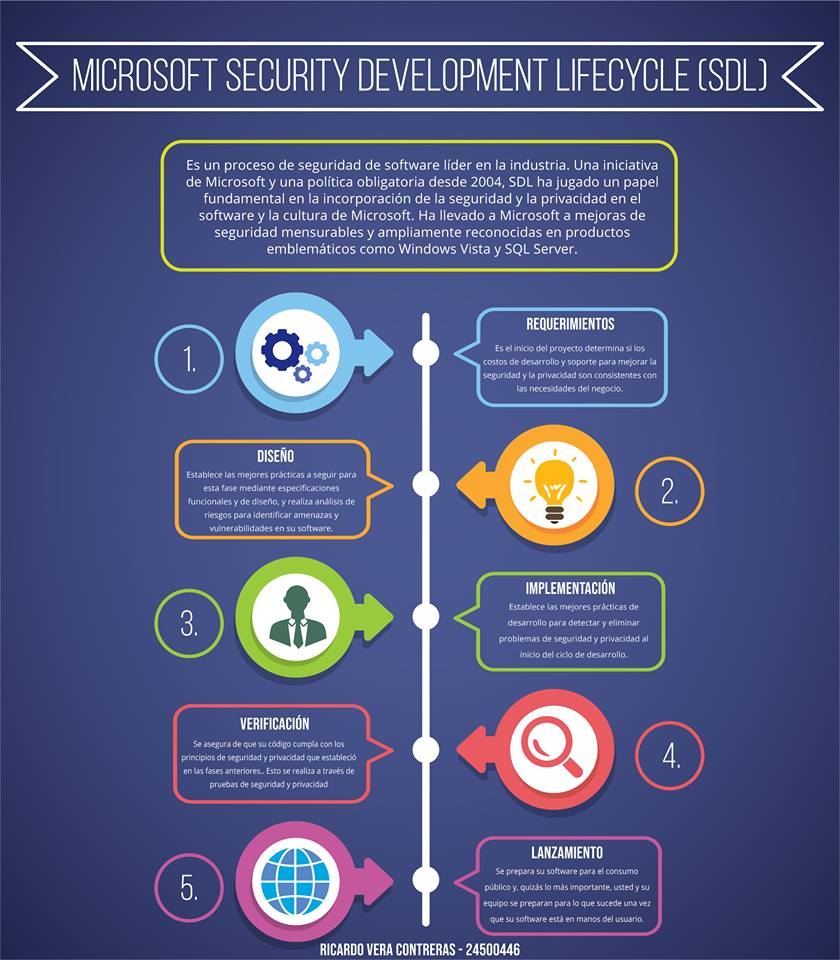 MICROSOFT SECURITY DEVELOPMENT LIFECYCLE (SDL)
Es un proceso de seguridad de software líder en la industria. Una iniciativa
de Microsoft y una política obligatoria desde 2004, SDL ha jugado un papel
fundamental en la incorporación de la seguridad y la privacidad en el
software y la cultura de Microsoft. Ha llevado a Microsoft a mejoras de
seguridad mensurables y ampliamente reconocidas en productos
emblemáticos como Windows Vista y SQL Server.
1.
REQUERIMIENTOS
Es el inicio del proyecto determina si los
costos de desarrollo y soporte para mejorar la
seguridad y la privacidad son consistentes con
las necesidades del negocio.
2.
DISEÑO
Establece las mejores prácticas a seguir para
esta fase mediante especificaciones
funcionales y de diseño, y realiza análisis de
riesgos para identificar amenazas y
vulnerabilidades en su software.
3.
IMPLEMENTACIÓN
Establece las mejores prácticas de
desarrollo para detectar y eliminar
problemas de seguridad y privacidad al
inicio del ciclo de desarrollo.
4.
VERIFICACIÓN
Se asegura de que su código cumpla con los
principios de seguridad y privacidad que estableció
en las fases anteriores.. Esto se realiza a través de
pruebas de seguridad y privacidad
5.
LANZAMIENTO
Se prepara su software para el consumo
público y, quizás lo más importante, usted y su
equipo se preparan para lo que sucede una vez
que su software está en manos del usuario.
RICARDO VERA CONTRERAS - 24500446